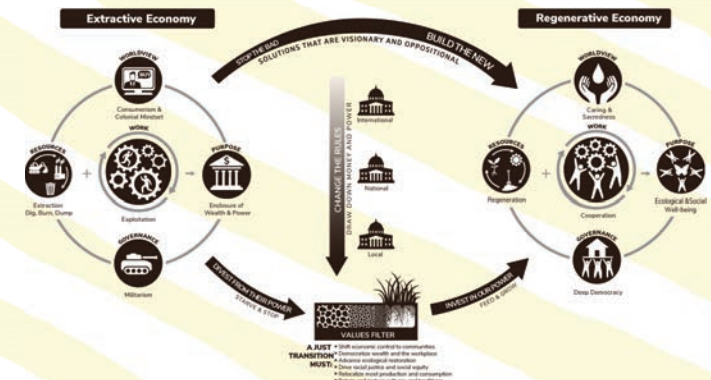 Extractive Economy
WORLDVIEW
BUY
Consumerism &
Colonial Mindset
RESOURCES
Extraction
Dig, Burn, Dump
WORK
Exploitation
PURPOSE
$
Enclosure of
Wealth & Power
GOVERNANCE
Militarism
STOP THE BAD
BUILD THE NEW
SOLUTIONS THAT ARE VISIONARY AND OPPOSITIONAL
CHANGE THE RULES
DRAW DOWN MONEY AND POWER
International
National
Local
DIVEST FROM THEIR POWER
STARVE & STOP
INVEST IN OUR POWER
FEED & GROW
VALUES FILTER
A JUST
TRANSITION
MUST:
• Shift economic control to communities
• Democratize wealth and the workplace
• Advance ecological restoration
• Drive racial justice and social equity
• Relocalize most production and consumption
Regenerative Economy
WORLDVIEW
Caring &
Sacredness
RESOURCES
Regeneration
WORK
Cooperation
PURPOSE
Ecological & Social
Well-being
GOVERNANCE
Deep Democracy